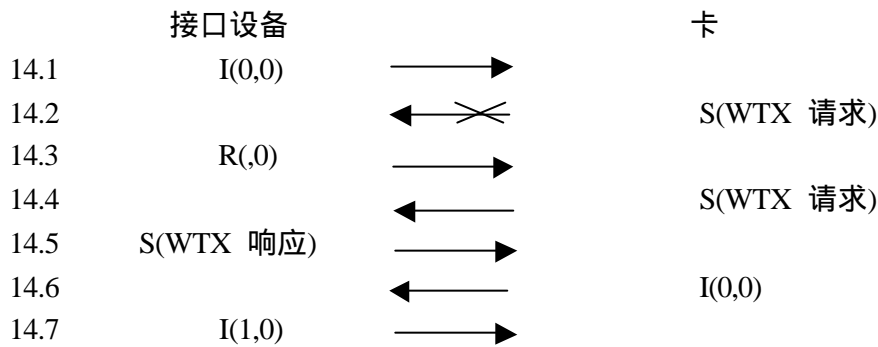 接口设备 卡
14.1 I(0,0)
14.2 S(WTX 请求)
14.3 R(,0)
14.4 S(WTX 请求)
14.5 S(WTX 响应)
14.6 I(0,0)
14.7 I(1,0)